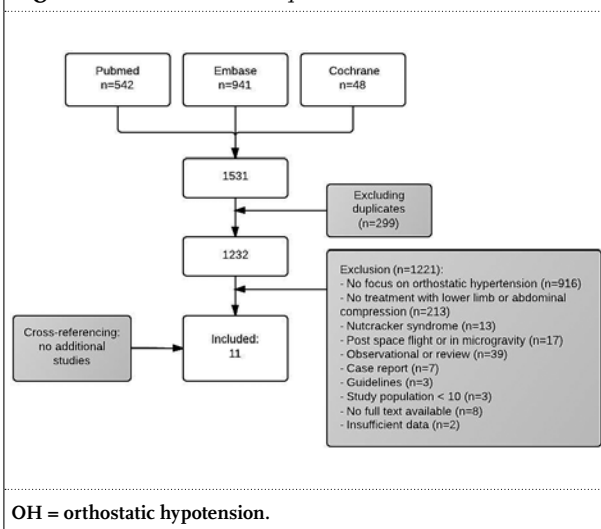 Pubmed
n=542
Embase
n=941
Cochrane
n=48
1531
Excluding
duplicates
(n=299)
1232
Exclusion (n=1221):
- No focus on orthostatic hypertension (n=916)
- No treatment with lower limb or abdominal
compression (n=213)
- Nutcracker syndrome (n=13)
- Post space flight or in microgravity (n=17)
- Observational or review (n=39)
- Case report (n=7)
- Guidelines (n=3)
- Study population < 10 (n=3)
- No full text available (n=8)
- Insufficient data (n=2)
Cross-referencing:
no additional
studies
Included:
11
OH = orthostatic hypotension.